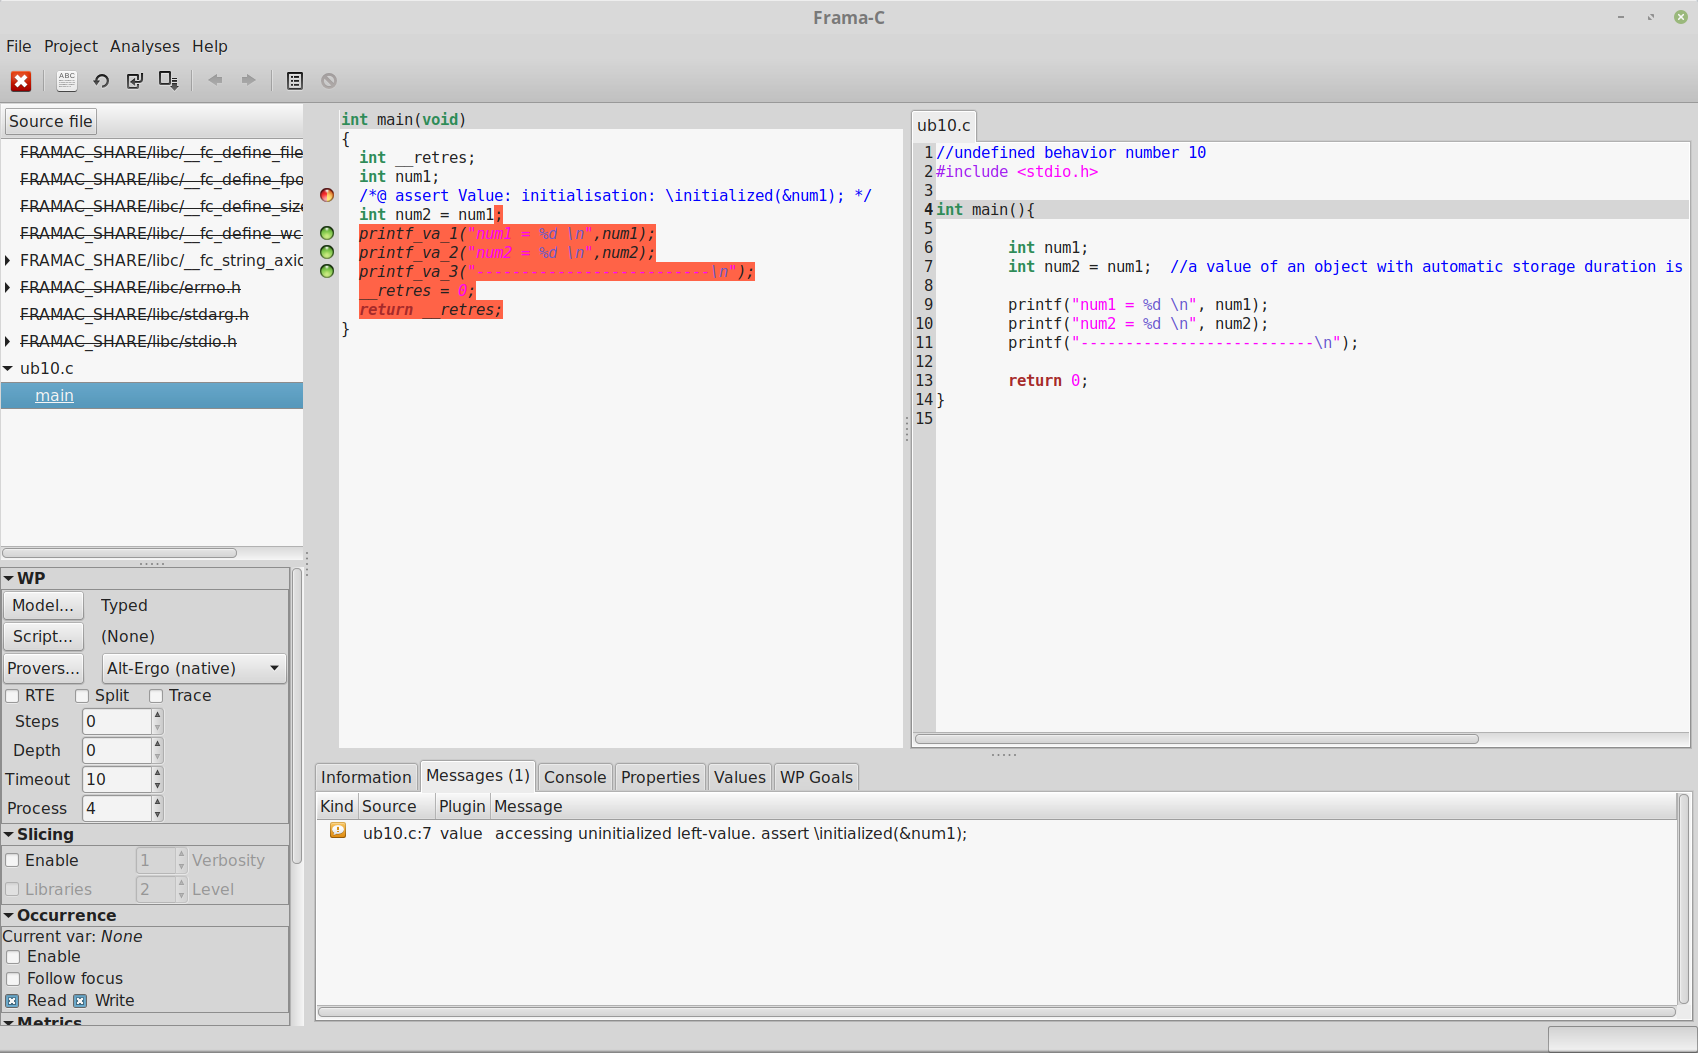 Frama-C
File Project Analyses Help
ABC
Source file
FRAMAC_SHARE/libc/__fc_define_file
FRAMAC_SHARE/libc/__fc_define_fpo
FRAMAC_SHARE/libc/__fc_define_size
FRAMAC_SHARE/libc/__fc_define_wc
FRAMAC_SHARE/libc/__fc_string_axio
FRAMAC_SHARE/libc/errno.h
FRAMAC_SHARE/libc/stdarg.h
FRAMAC_SHARE/libc/stdio.h
ub10.c
main
WP
Model... Typed
Script... (None)
Provers... Alt-Ergo (native)
RTE Split Trace
Steps 0
Depth 0
Timeout 10
Process 4
Slicing
Enable 1 Verbosity
Libraries 2 Level
Occurrence
Current var: None
Enable
Follow focus
Read Write
Metrics
int main(void)
{
  int __retres;
  int num1;
  /*@ assert Value: initialisation: \initialized(&num1); */
  int num2 = num1;
  printf_va_1("num1 = %d \n",num1);
  printf_va_2("num2 = %d \n",num2);
  printf_va_3("--------------------------\n");
  __retres = 0;
  return __retres;
}
ub10.c
1 //undefined behavior number 10
2 #include <stdio.h>
3
4 int main(){
5
6         int num1;
7         int num2 = num1;  //a value of an object with automatic storage duration is
8
9         printf("num1 = %d \n", num1);
10         printf("num2 = %d \n", num2);
11         printf("--------------------------\n");
12
13         return 0;
14 }
15
Information Messages (1) Console Properties Values WP Goals
Kind Source Plugin Message
ub10.c:7 value accessing uninitialized left-value. assert \initialized(&num1);